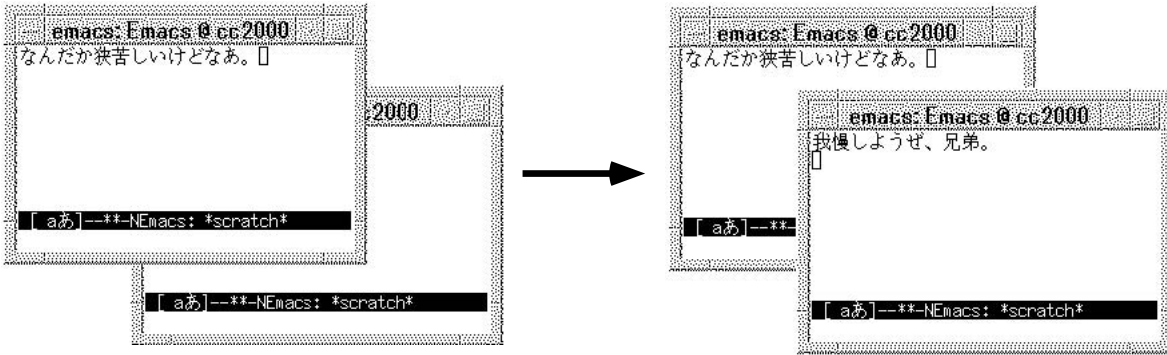 emacs: Emacs @ cc2000
なんだか狭苦しいけどなあ。
[ aあ]--**-NEmacs: *scratch*
2000
[ aあ]--**-NEmacs: *scratch*
emacs: Emacs @ cc2000
なんだか狭苦しいけどなあ。
[ aあ]--**-
emacs: Emacs @ cc2000
我慢しようぜ、兄弟。
[ aあ]--**-NEmacs: *scratch*